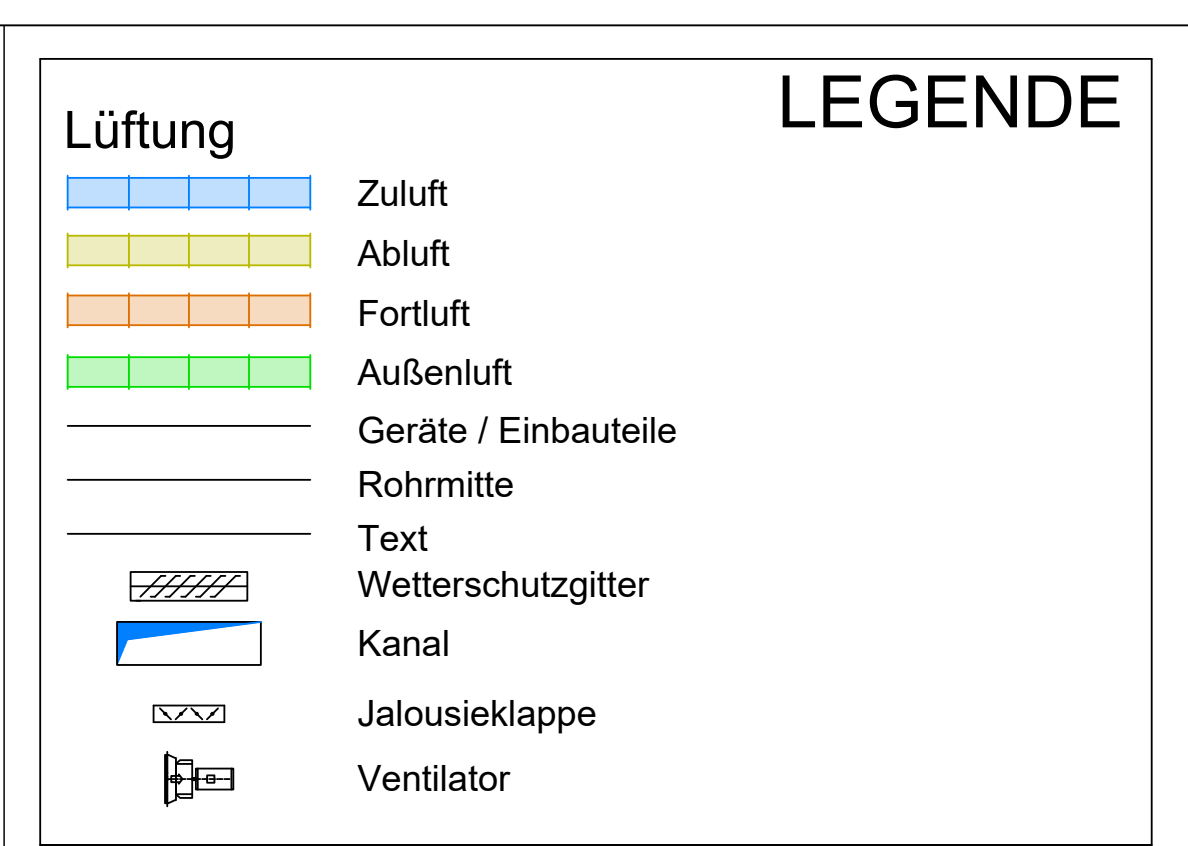 LEGENDE
Lüftung
Zuluft
Abluft
Fortluft
Außenluft
Geräte / Einbauteile
Rohrmitte
Text
Wetterschutzgitter
Kanal
Jalousieklappe
Ventilator